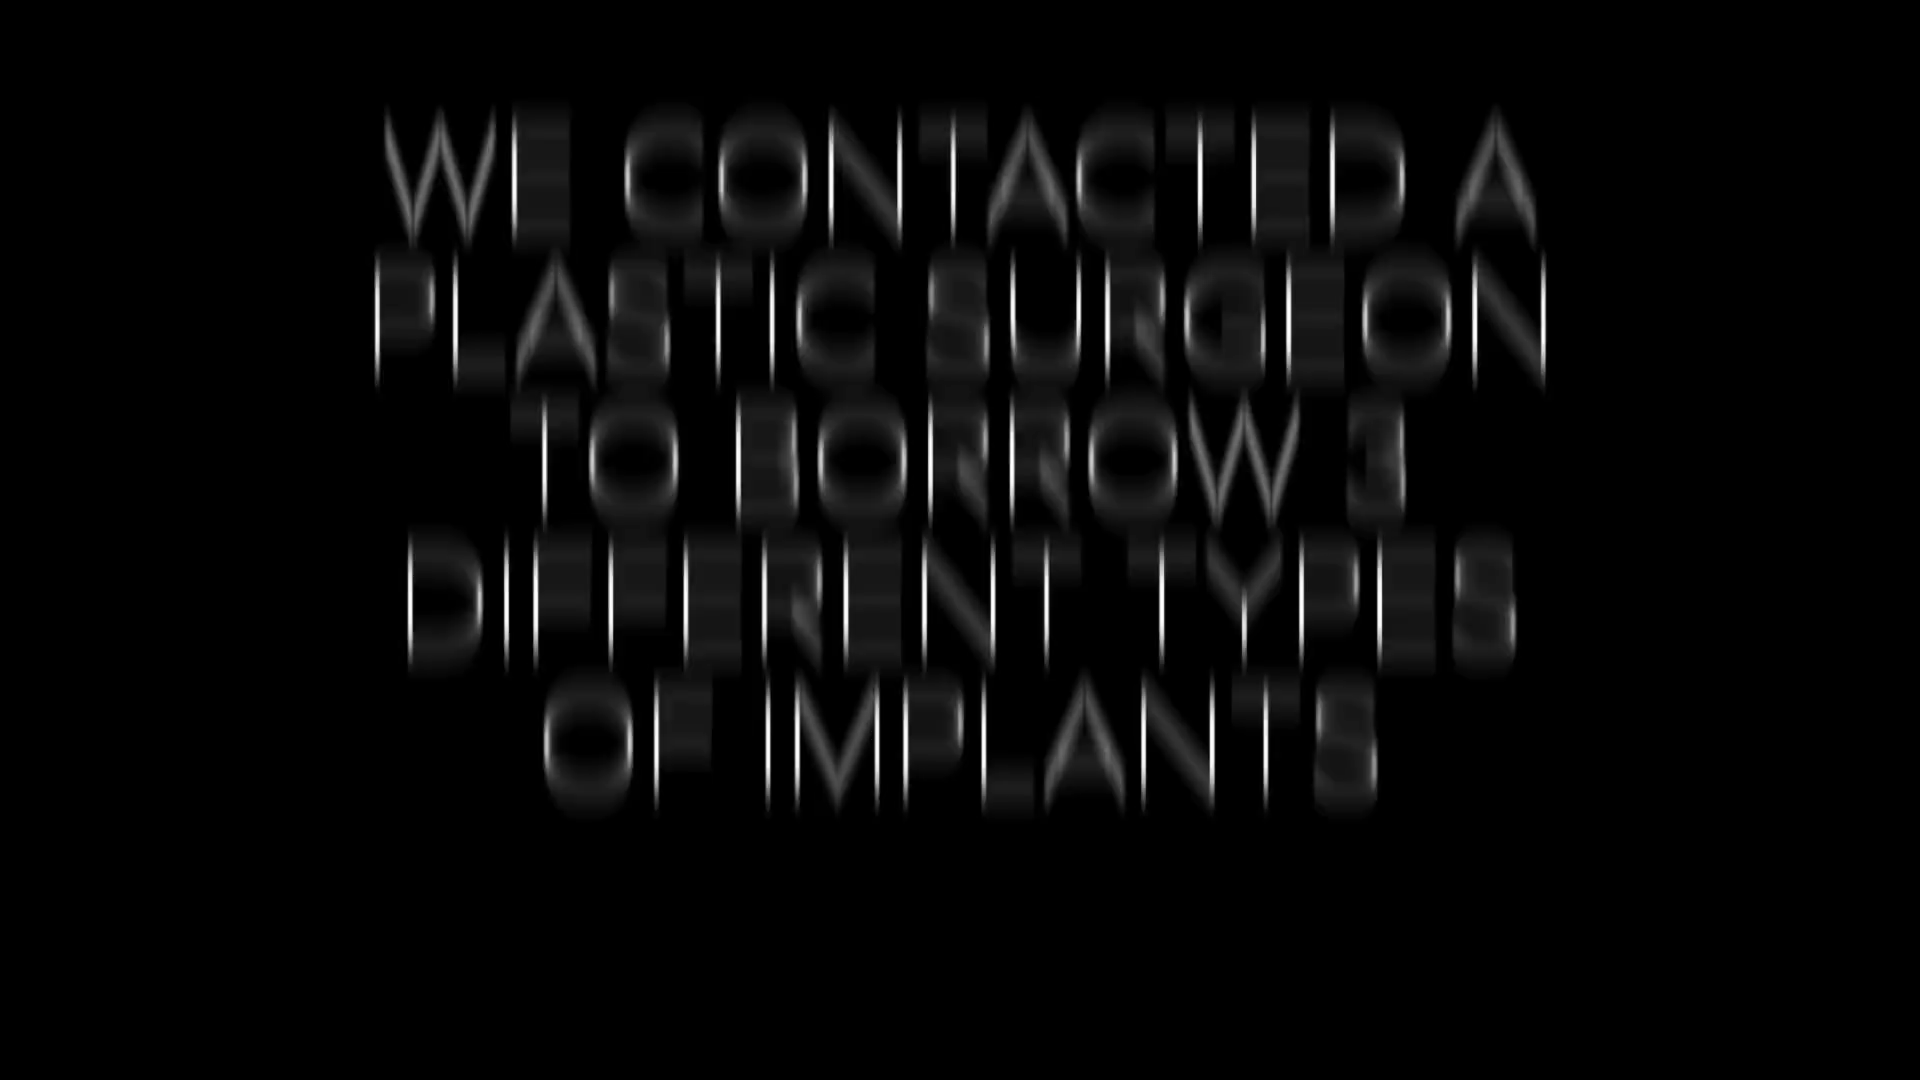 WE CONTACTED A
PLASTIC SURGEON
TO BORROW 3
DIFFERENT TYPES
OF IMPLANTS